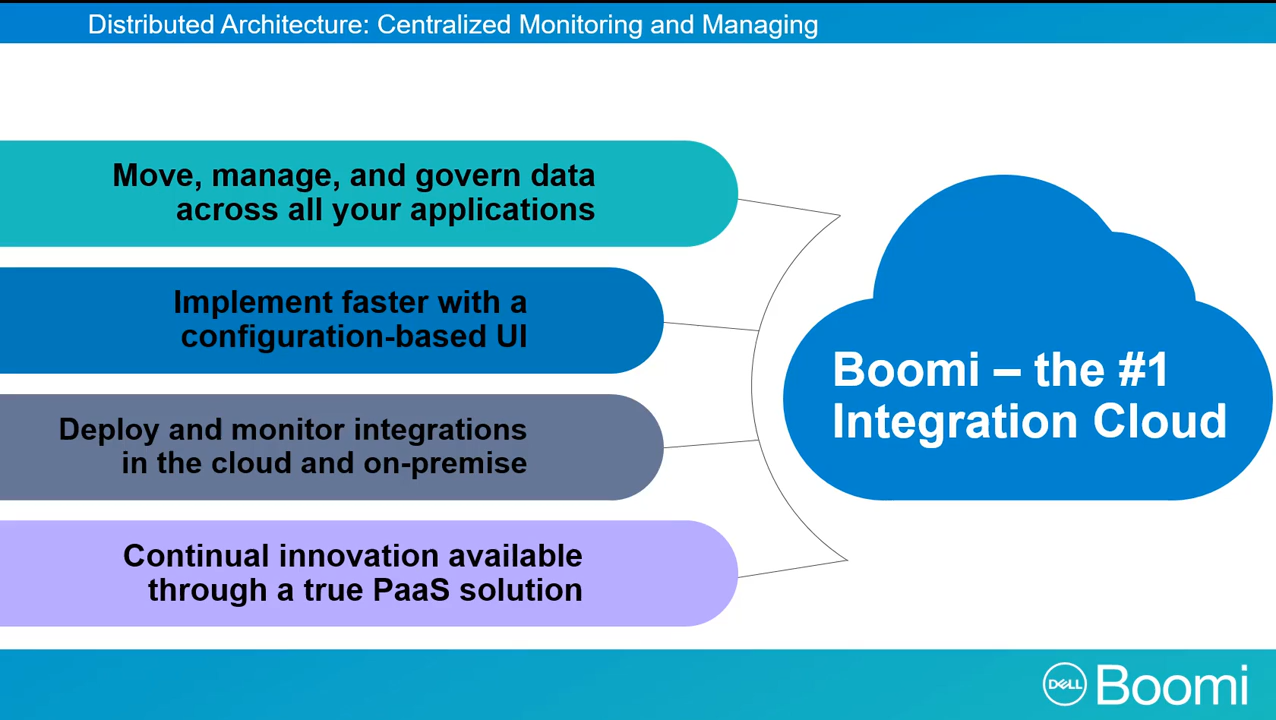 Distributed Architecture: Centralized Monitoring and Managing
Move, manage, and govern data
across all your applications
Implement faster with a
configuration-based UI
Deploy and monitor integrations
in the cloud and on-premise
Continual innovation available
through a true PaaS solution
Boomi – the #1
Integration Cloud
DELL Boomi